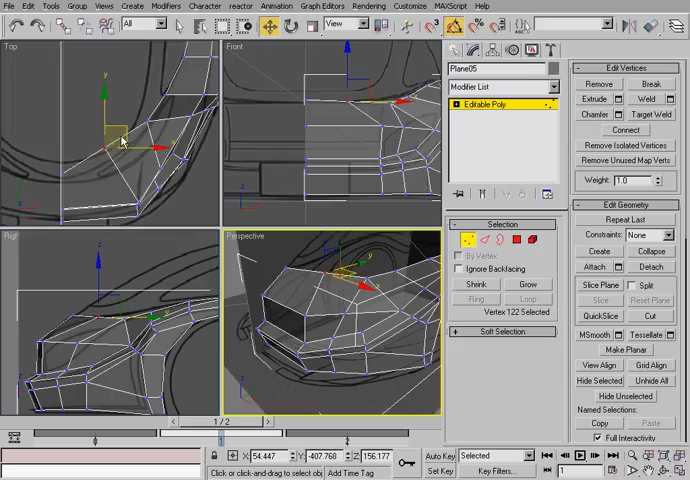 File Edit Tools Group Views Create Modifiers Character reactor Animation Graph Editors Rendering Customize MAXScript Help
All View
Top
Front
Right
Perspective
y
x
z
Plane05
Modifier List
Editable Poly
Selection
By Vertex
Ignore Backfacing
Shrink Grow
Ring Loop
Vertex 122 Selected
Soft Selection
Edit Vertices
Remove Break
Extrude Weld
Chamfer Target Weld
Connect
Remove Isolated Vertices
Remove Unused Map Verts
Weight: 1.0
Edit Geometry
Repeat Last
Constraints: None
Create Collapse
Attach Detach
Slice Plane Split
Slice Reset Plane
QuickSlice Cut
MSmooth Tessellate
Make Planar
View Align Grid Align
Hide Selected Unhide All
Hide Unselected
Named Selections:
Copy Paste
Full Interactivity
1 / 2
0 1 2
X: 54.447 Y: -407.768 Z: 156.177
Auto Key Selected
Click or click-and-drag to select obj Add Time Tag
Set Key Key Filters... 1